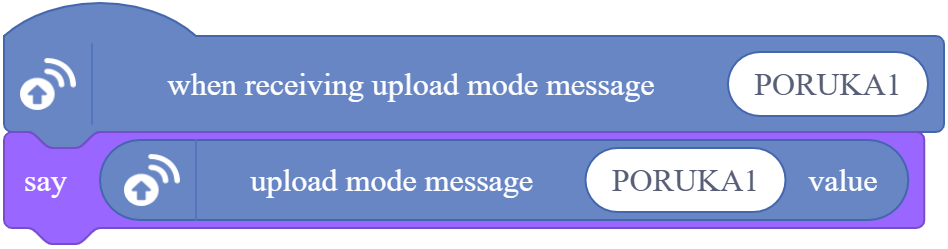 when receiving upload mode message PORUKA1
say upload mode message PORUKA1 value